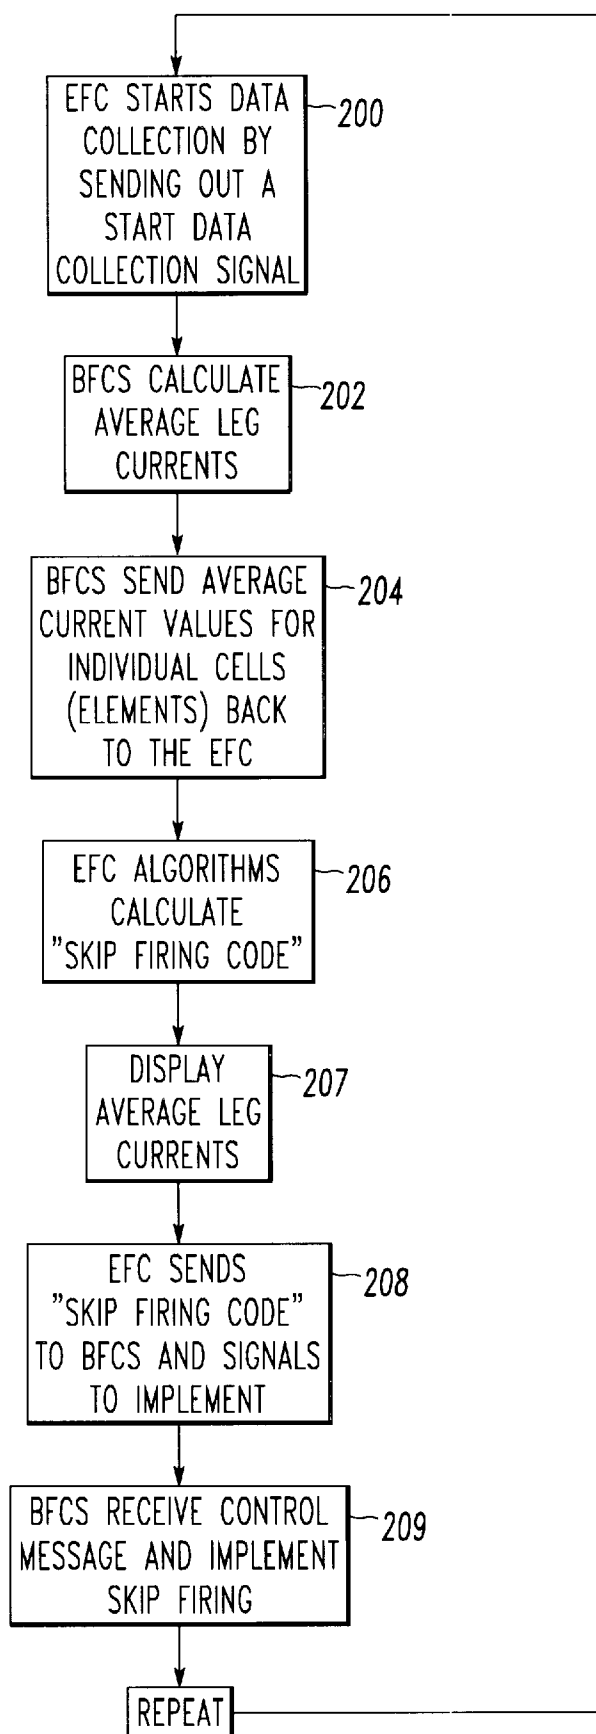 EFC STARTS DATA
COLLECTION BY
SENDING OUT A
START DATA
COLLECTION SIGNAL
200
BFCS CALCULATE
AVERAGE LEG
CURRENTS
202
BFCS SEND AVERAGE
CURRENT VALUES FOR
INDIVIDUAL CELLS
(ELEMENTS) BACK
TO THE EFC
204
EFC ALGORITHMS
CALCULATE
"SKIP FIRING CODE"
206
DISPLAY
AVERAGE LEG
CURRENTS
207
EFC SENDS
"SKIP FIRING CODE"
TO BFCS AND SIGNALS
TO IMPLEMENT
208
BFCS RECEIVE CONTROL
MESSAGE AND IMPLEMENT
SKIP FIRING
209
REPEAT